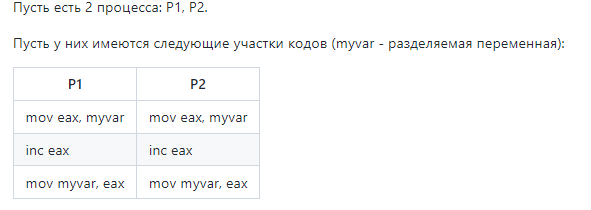 Пусть есть 2 процесса: P1, P2.
Пусть у них имеются следующие участки кодов (myvar - разделяемая переменная):
P1 P2
mov eax, myvar mov eax, myvar
inc eax inc eax
mov myvar, eax mov myvar, eax